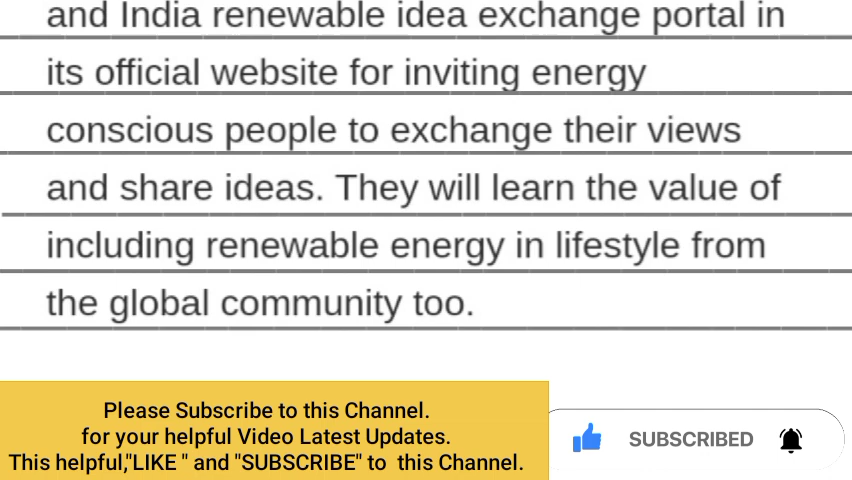 and India renewable idea exchange portal in
its official website for inviting energy
conscious people to exchange their views
and share ideas. They will learn the value of
including renewable energy in lifestyle from
the global community too.
Please Subscribe to this Channel.
for your helpful Video Latest Updates.
This helpful,"LIKE " and "SUBSCRIBE" to  this Channel.
SUBSCRIBED